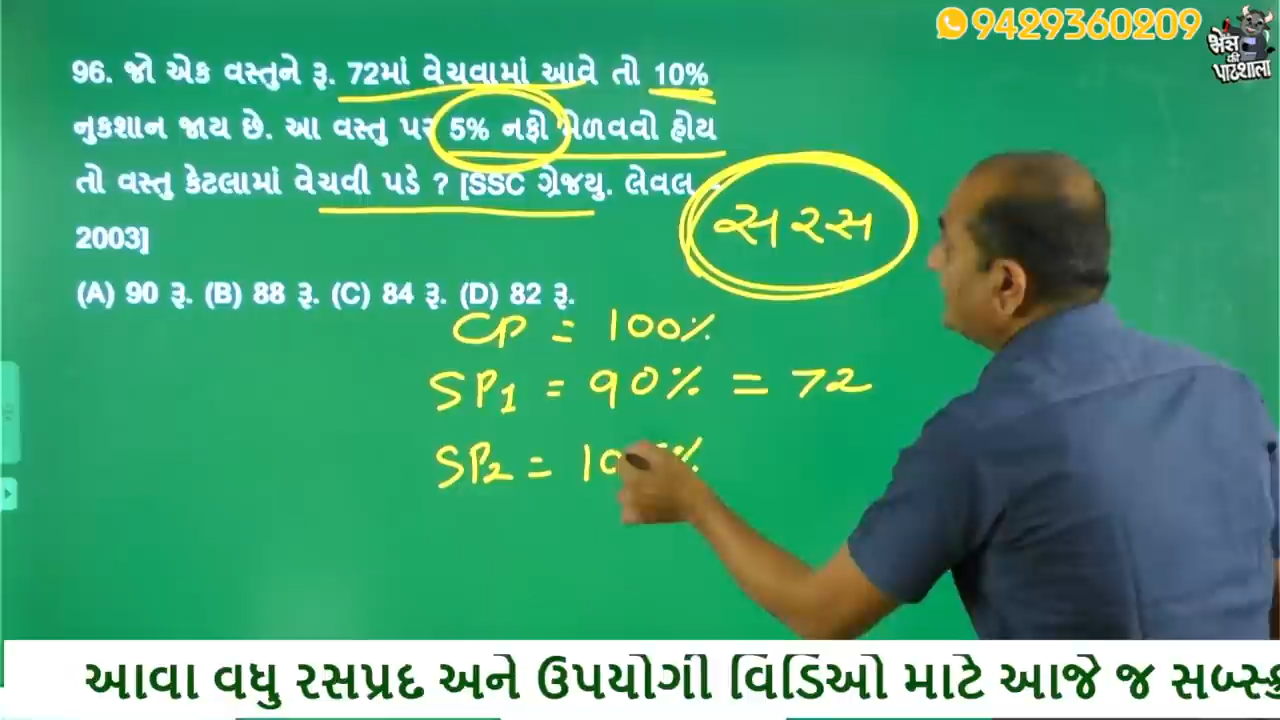 9429360209
ભેંસ
કી
પાઠશાલા
96. જો એક વસ્તુને રૂ. 72માં વેચવામાં આવે તો 10%
નુકશાન જાય છે. આ વસ્તુ પર 5% નફો મેળવવો હોય
તો વસ્તુ કેટલામાં વેચવી પડે ? [SSC ગ્રેજયુ. લેવલ -
2003]
(A) 90 રૂ. (B) 88 રૂ. (C) 84 રૂ. (D) 82 રૂ.
સરસ
CP = 100%
SP1 = 90% = 72
SP2 =
આવા વધુ રસપ્રદ અને ઉપયોગી વિડિઓ માટે આજે જ